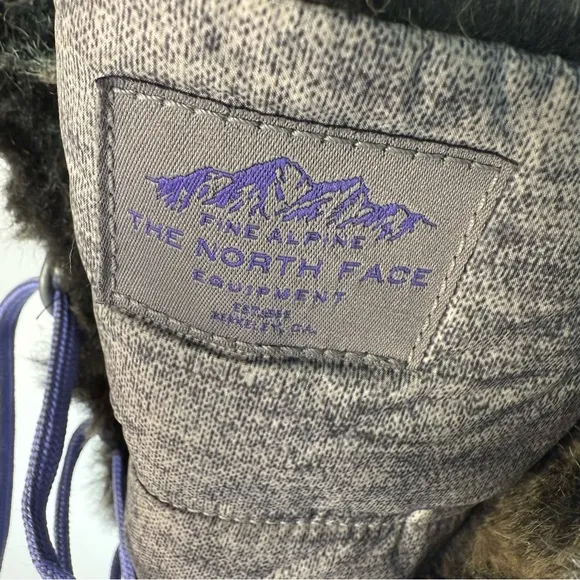 FINE ALPINE
THE NORTH FACE
EQUIPMENT
EST. 1966
BERKELEY, CA.